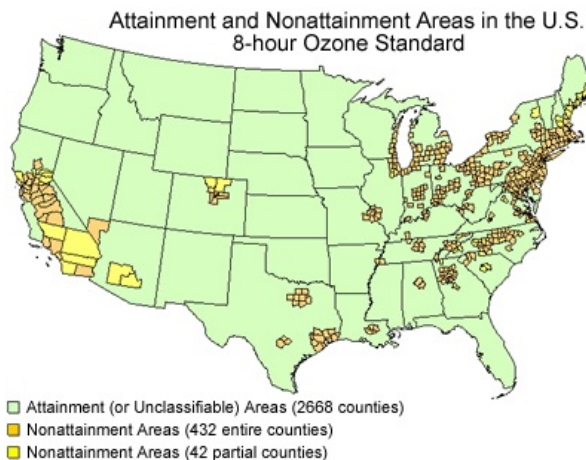 Attainment and Nonattainment Areas in the U.S.
8-hour Ozone Standard
Attainment (or Unclassifiable) Areas (2668 counties)
Nonattainment Areas (432 entire counties)
Nonattainment Areas (42 partial counties)